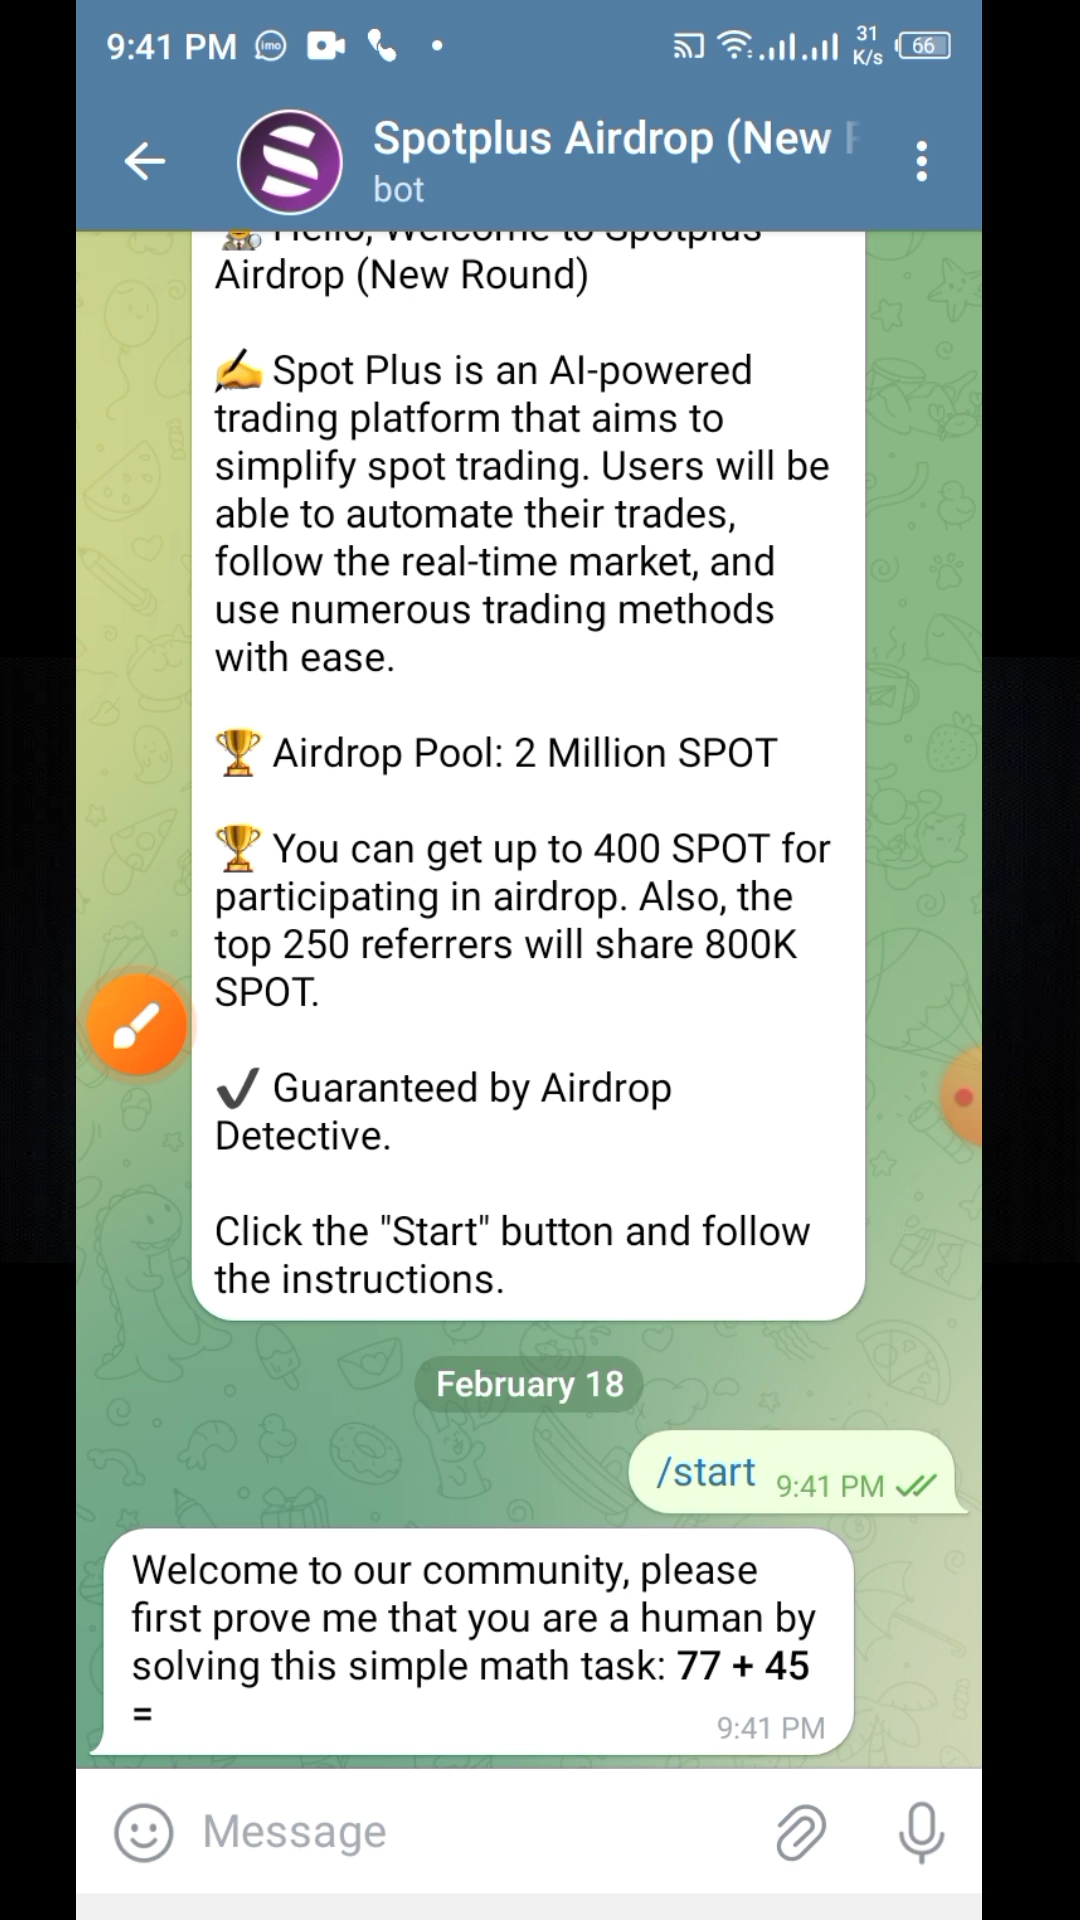 9:41 PM
imo
31
K/s
66
Spotplus Airdrop (New
bot
Hello, Welcome to Spotplus
Airdrop (New Round)
Spot Plus is an AI-powered
trading platform that aims to
simplify spot trading. Users will be
able to automate their trades,
follow the real-time market, and
use numerous trading methods
with ease.
Airdrop Pool: 2 Million SPOT
You can get up to 400 SPOT for
participating in airdrop. Also, the
top 250 referrers will share 800K
SPOT.
Guaranteed by Airdrop
Detective.
Click the "Start" button and follow
the instructions.
February 18
/start 9:41 PM
Welcome to our community, please
first prove me that you are a human by
solving this simple math task: 77 + 45
=
9:41 PM
Message